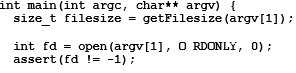 int main(int argc, char** argv) {
size_t filesize = getFilesize(argv[1]);
int fd = open(argv[1], O RDONLY, 0);
assert(fd != -1);